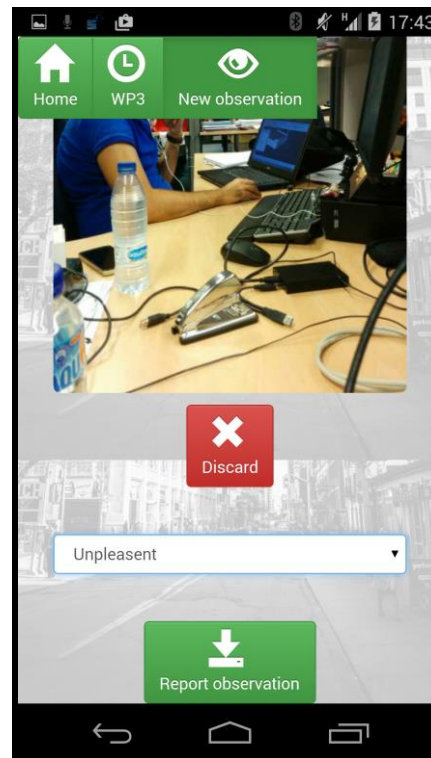 H 17:43
Home WP3 New observation
Discard
Unpleasent
Report observation